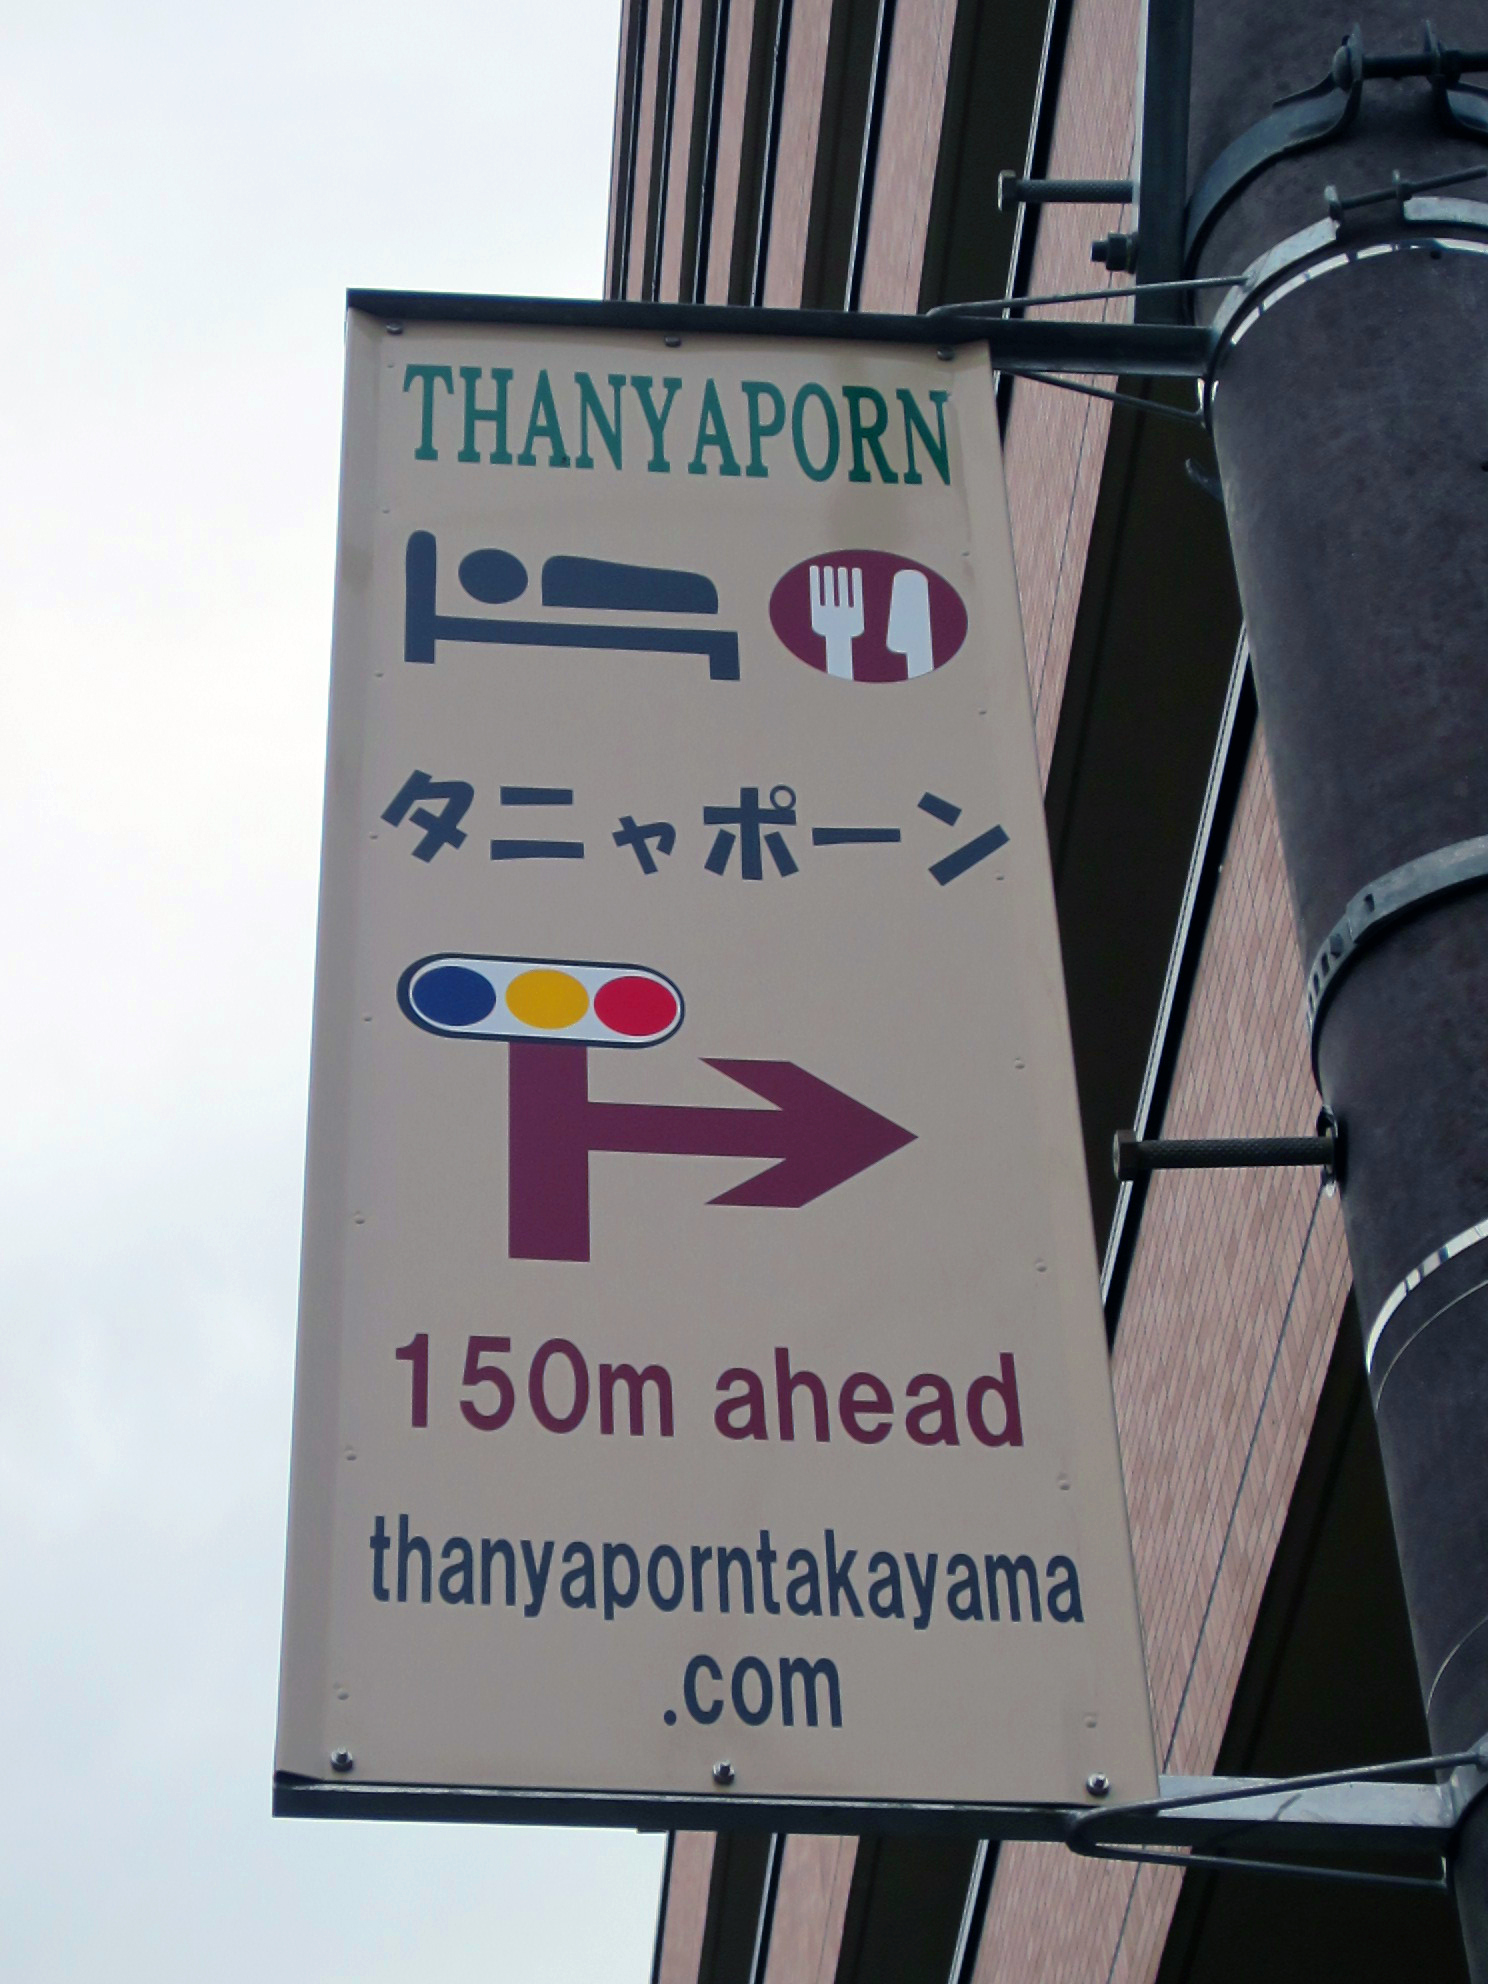 THANYAPORN
タニャポーン
150m ahead
thanyaporntakayama
.com